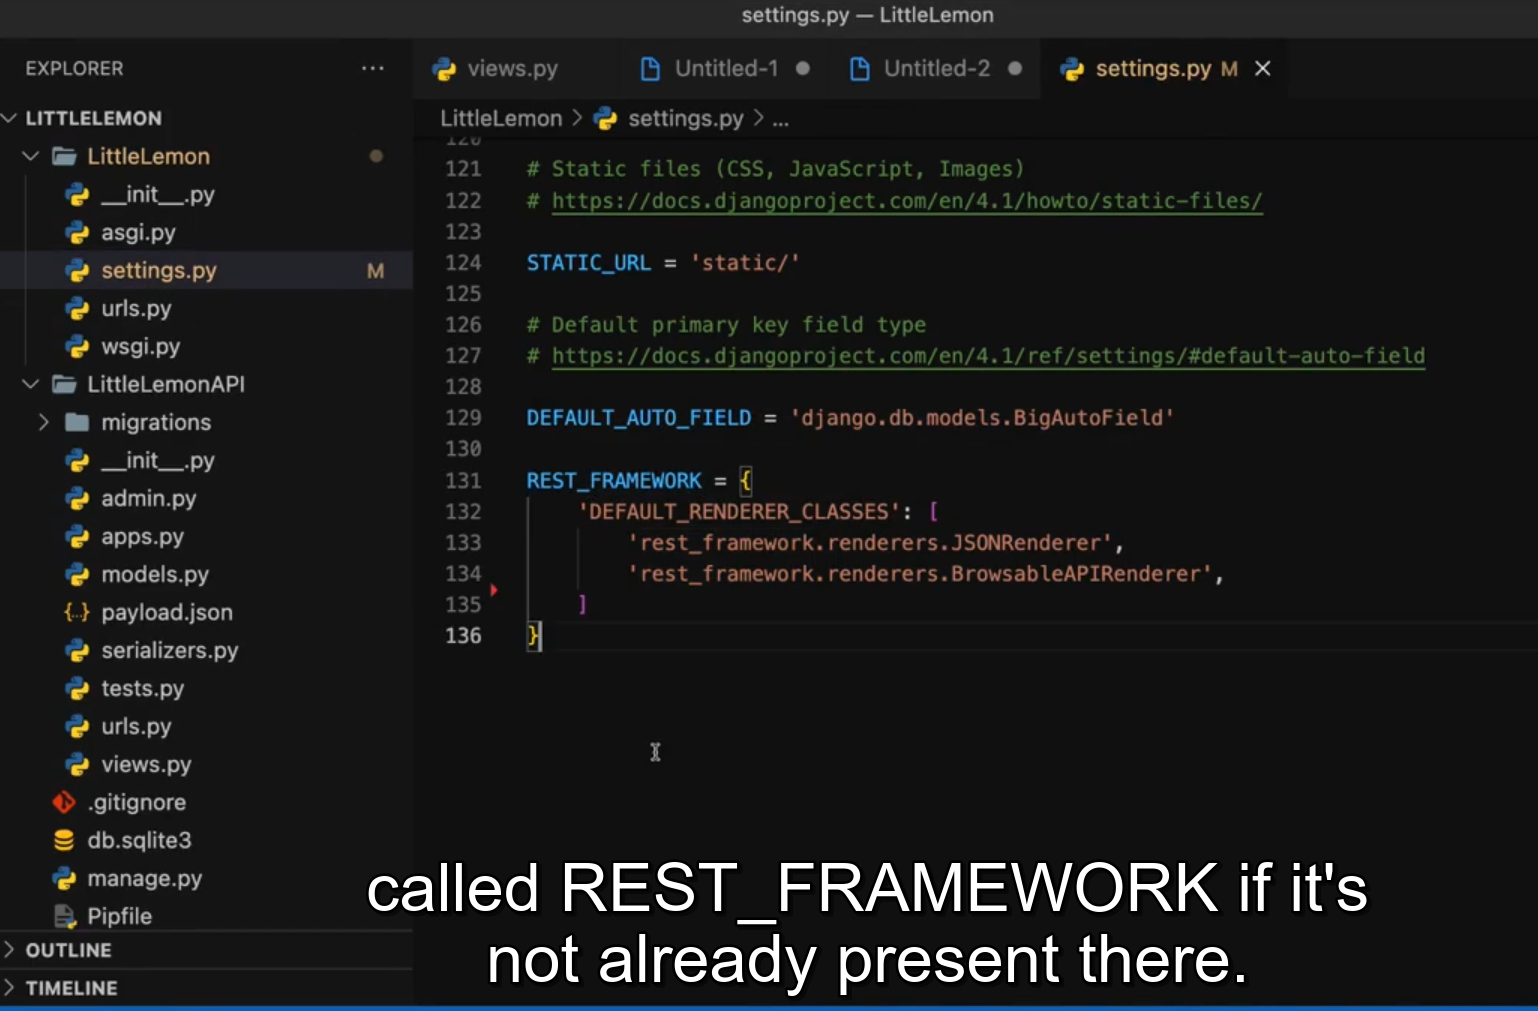 settings.py — LittleLemon
EXPLORER
···
LITTLELEMON
LittleLemon
__init__.py
asgi.py
settings.py M
urls.py
wsgi.py
LittleLemonAPI
migrations
__init__.py
admin.py
apps.py
models.py
{..} payload.json
serializers.py
tests.py
urls.py
views.py
.gitignore
db.sqlite3
manage.py
Pipfile
OUTLINE
TIMELINE
views.py Untitled-1 Untitled-2 settings.py M
LittleLemon > settings.py > ...
120
121 # Static files (CSS, JavaScript, Images)
122 # https://docs.djangoproject.com/en/4.1/howto/static-files/
123
124 STATIC_URL = 'static/'
125
126 # Default primary key field type
127 # https://docs.djangoproject.com/en/4.1/ref/settings/#default-auto-field
128
129 DEFAULT_AUTO_FIELD = 'django.db.models.BigAutoField'
130
131 REST_FRAMEWORK = {
132 'DEFAULT_RENDERER_CLASSES': [
133 'rest_framework.renderers.JSONRenderer',
134 'rest_framework.renderers.BrowsableAPIRenderer',
135 ]
136 }
called REST_FRAMEWORK if it's
not already present there.